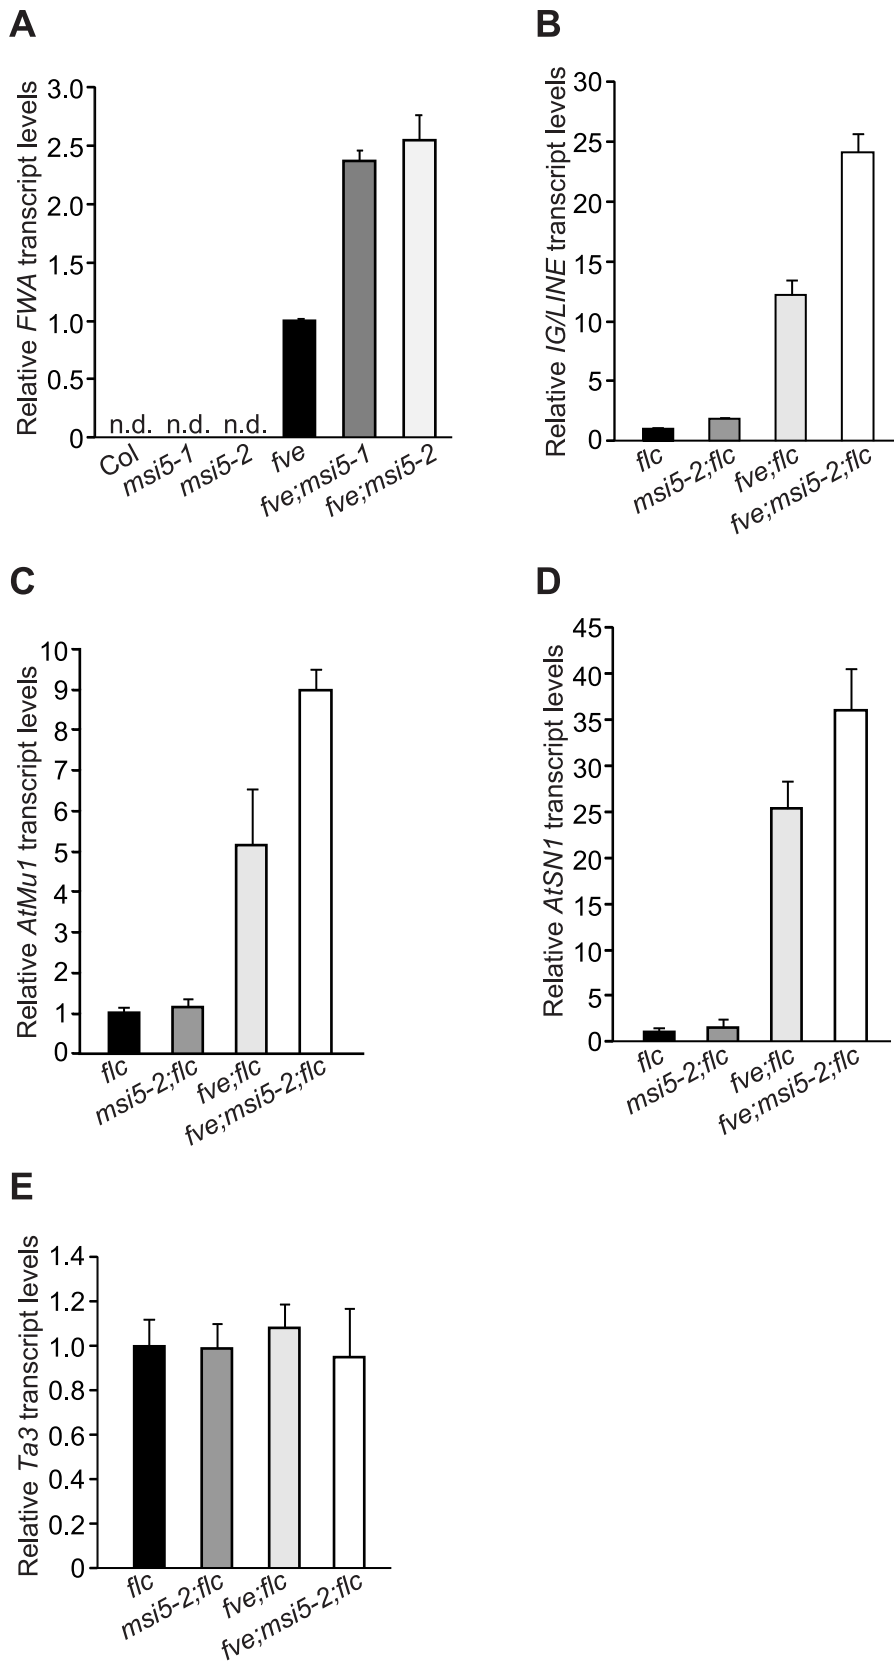 A
Relative FWA transcript levels
3.0
2.5
2.0
1.5
1.0
0.5
0
n.d. n.d. n.d.
Col
msi5-1
msi5-2
fve
fve;msi5-1
fve;msi5-2
B
Relative IG/LINE transcript levels
30
25
20
15
10
5
0
flc
msi5-2;flc
fve;flc
fve;msi5-2;flc
C
Relative AtMu1 transcript levels
10
9
8
7
6
5
4
3
2
1
0
flc
msi5-2;flc
fve;flc
fve;msi5-2;flc
D
Relative AtSN1 transcript levels
45
40
35
30
25
20
15
10
5
0
flc
msi5-2;flc
fve;flc
fve;msi5-2;flc
E
Relative Ta3 transcript levels
1.4
1.2
1.0
0.8
0.6
0.4
0.2
0
flc
msi5-2;flc
fve;flc
fve;msi5-2;flc